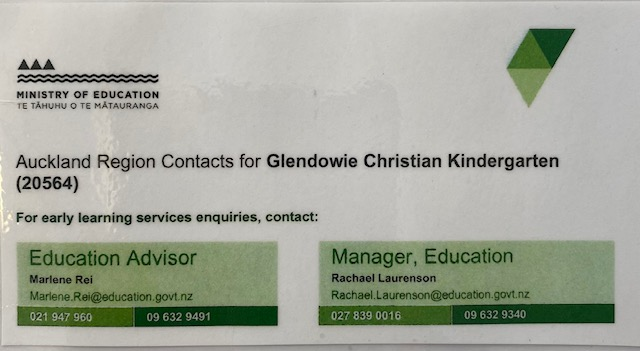 MINISTRY OF EDUCATION
TE TĀHUHU O TE MĀTAURANGA
Auckland Region Contacts for Glendowie Christian Kindergarten
(20564)
For early learning services enquiries, contact:
Education Advisor
Marlene Rei
Marlene.Rei@education.govt.nz
021 947 960 09 632 9491
Manager, Education
Rachael Laurenson
Rachael.Laurenson@education.govt.nz
027 839 0016 09 632 9340